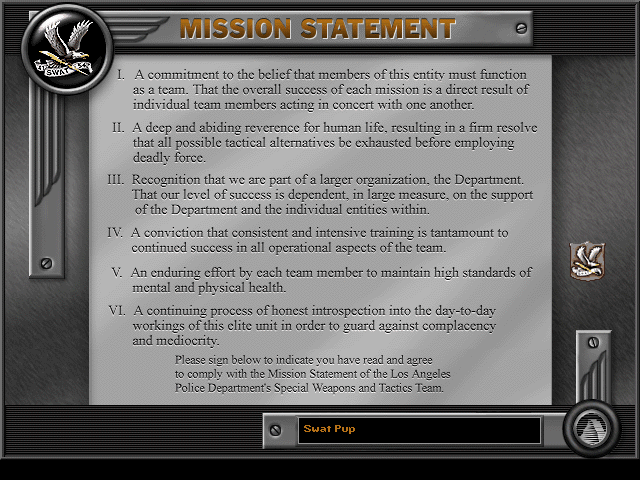 MISSION STATEMENT
SWAT
I. A commitment to the belief that members of this entity must function
as a team. That the overall success of each mission is a direct result of
individual team members acting in concert with one another.
II. A deep and abiding reverence for human life, resulting in a firm resolve
that all possible tactical alternatives be exhausted before employing
deadly force.
III. Recognition that we are part of a larger organization, the Department.
That our level of success is dependent, in large measure, on the support
of the Department and the individual entities within.
IV. A conviction that consistent and intensive training is tantamount to
continued success in all operational aspects of the team.
V. An enduring effort by each team member to maintain high standards of
mental and physical health.
VI. A continuing process of honest introspection into the day-to-day
workings of this elite unit in order to guard against complacency
and mediocrity.
Please sign below to indicate you have read and agree
to comply with the Mission Statement of the Los Angeles
Police Department's Special Weapons and Tactics Team.
Swat Pup